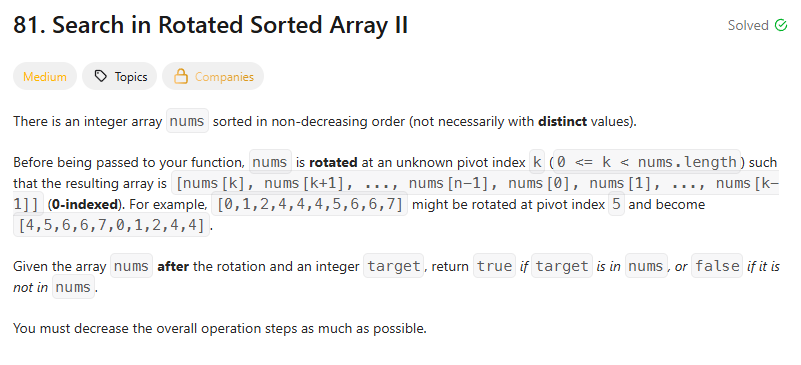 81. Search in Rotated Sorted Array II
Solved
Medium Topics Companies
There is an integer array nums sorted in non-decreasing order (not necessarily with distinct values).
Before being passed to your function, nums is rotated at an unknown pivot index k (0 <= k < nums.length) such
that the resulting array is [nums[k], nums[k+1], ..., nums[n-1], nums[0], nums[1], ..., nums[k-
1]] (0-indexed). For example, [0,1,2,4,4,4,5,6,6,7] might be rotated at pivot index 5 and become
[4,5,6,6,7,0,1,2,4,4].
Given the array nums after the rotation and an integer target, return true if target is in nums, or false if it is
not in nums.
You must decrease the overall operation steps as much as possible.